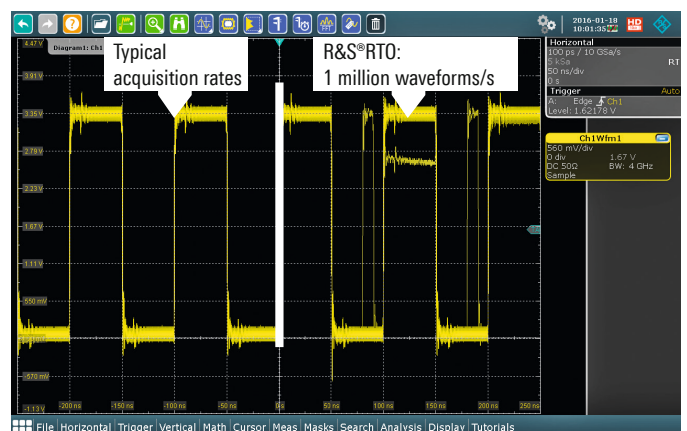 2016-01-18
10:01:35
HD
Diagram1: Ch1
Typical
acquisition rates
R&S®RTO:
1 million waveforms/s
4.47 V
3.91 V
3.35 V
2.79 V
2.23 V
1.67 V
1.11 V
550 mV
-570 mV
-1.13 V
-200 ns
-150 ns
-100 ns
-50 ns
0 s
50 ns
100 ns
150 ns
200 ns
250 ns
Horizontal
100 ps / 10 GSa/s
5 kSa RT
50 ns/div
0 s
Trigger Auto
A: Edge Ch1
Level: 1.62178 V
Ch1Wfm1
560 mV/div
0 div 1.67 V
DC 50Ω BW: 4 GHz
Sample
File Horizontal Trigger Vertical Math Cursor Meas Masks Search Analysis Display Tutorials